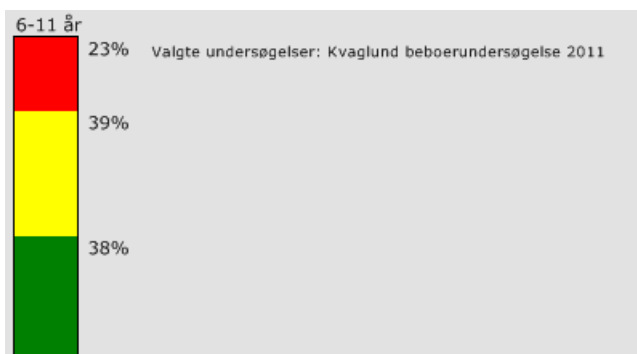 6-11 år
23% Valgte undersøgelser: Kvaglund beboerundersøgelse 2011
39%
38%